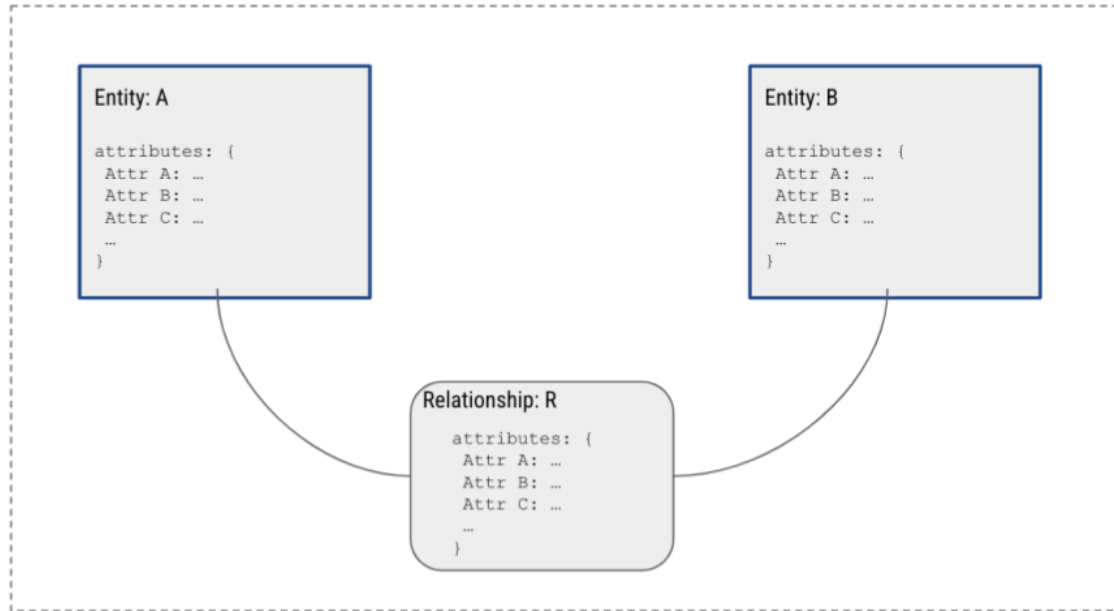 Entity: A
attributes: {
Attr A: …
Attr B: …
Attr C: …
…
}
Entity: B
attributes: {
Attr A: …
Attr B: …
Attr C: …
…
}
Relationship: R
attributes: {
Attr A: …
Attr B: …
Attr C: …
…
}